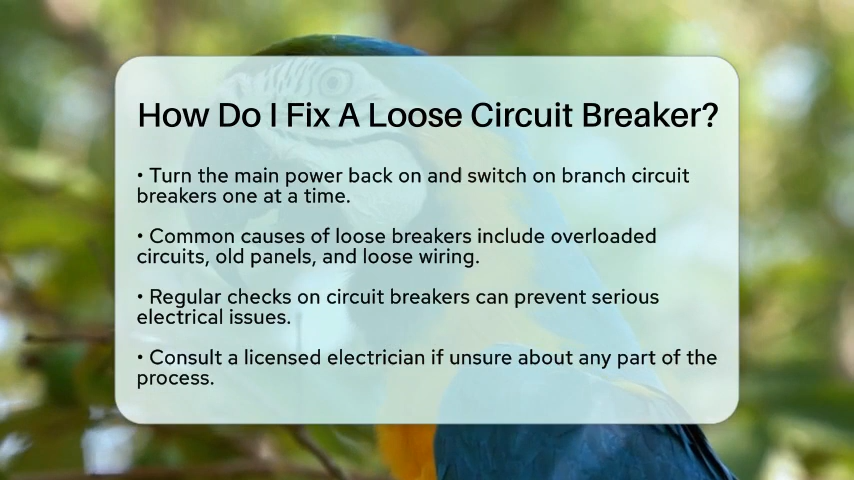 How Do I Fix A Loose Circuit Breaker?
• Turn the main power back on and switch on branch circuit
breakers one at a time.
• Common causes of loose breakers include overloaded
circuits, old panels, and loose wiring.
• Regular checks on circuit breakers can prevent serious
electrical issues.
• Consult a licensed electrician if unsure about any part of the
process.